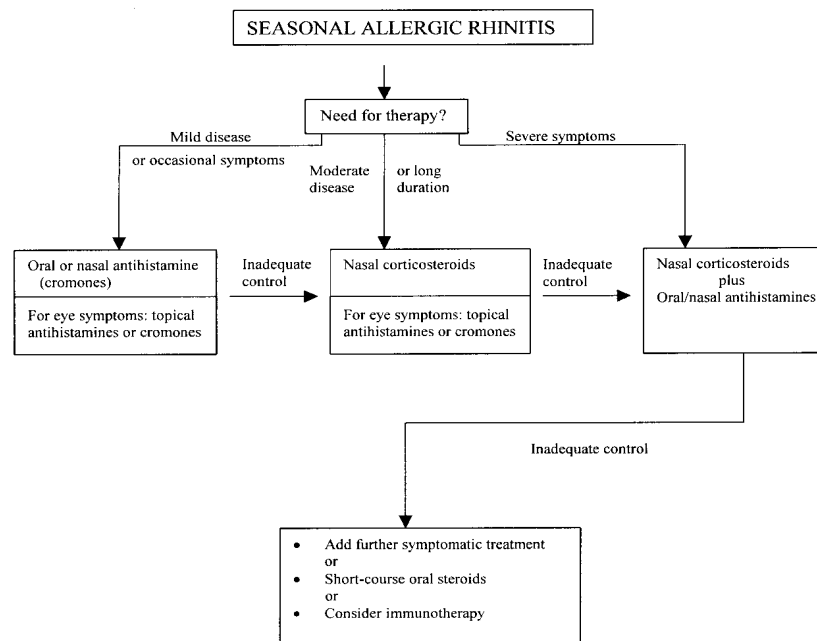 SEASONAL ALLERGIC RHINITIS
Need for therapy?
Mild disease
or occasional symptoms
Moderate
disease
or long
duration
Severe symptoms
Oral or nasal antihistamine
(cromones)
For eye symptoms: topical
antihistamines or cromones
Inadequate
control
Nasal corticosteroids
For eye symptoms: topical
antihistamines or cromones
Inadequate
control
Nasal corticosteroids
plus
Oral/nasal antihistamines
Inadequate control
• Add further symptomatic treatment
or
• Short-course oral steroids
or
• Consider immunotherapy